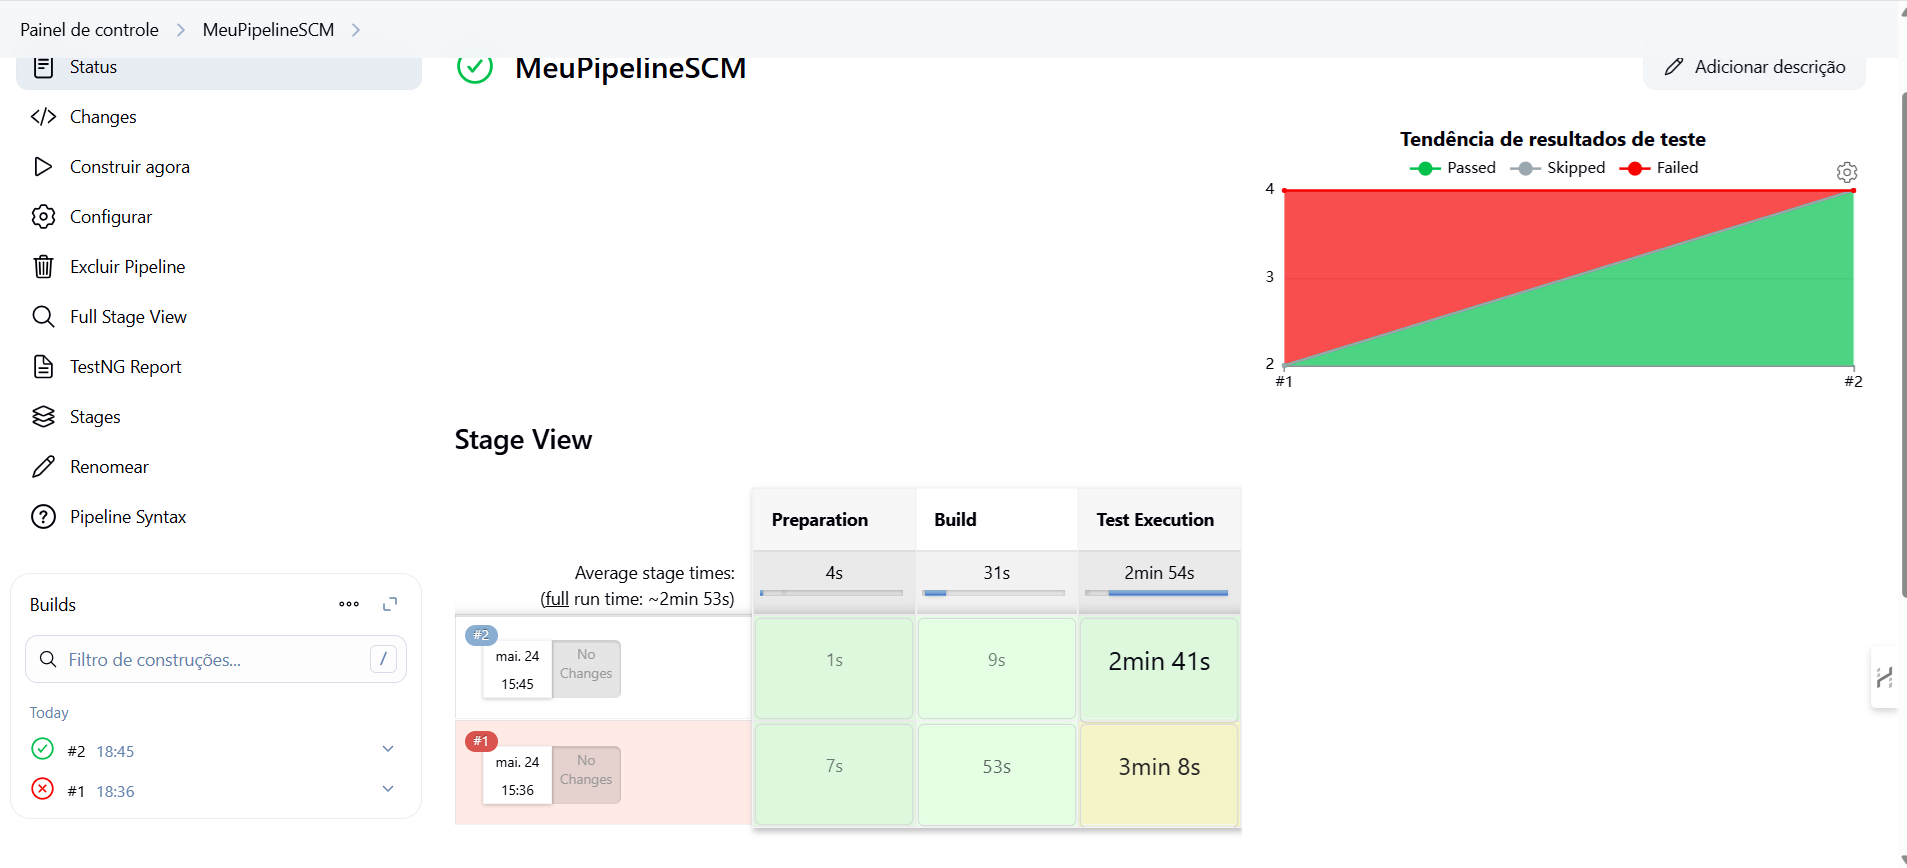 Painel de controle
MeuPipelineSCM
Status
Changes
Construir agora
Configurar
Excluir Pipeline
Full Stage View
TestNG Report
Stages
Renomear
Pipeline Syntax
Builds
Filtro de construções...
/
Today
#2 18:45
#1 18:36
MeuPipelineSCM
Adicionar descrição
Tendência de resultados de teste
Passed Skipped Failed
4
3
2
#1 #2
Stage View
Preparation Build Test Execution
Average stage times: 4s 31s 2min 54s
(full run time: ~2min 53s)
#2
mai. 24
15:45
No
Changes
1s 9s 2min 41s
#1
mai. 24
15:36
No
Changes
7s 53s 3min 8s